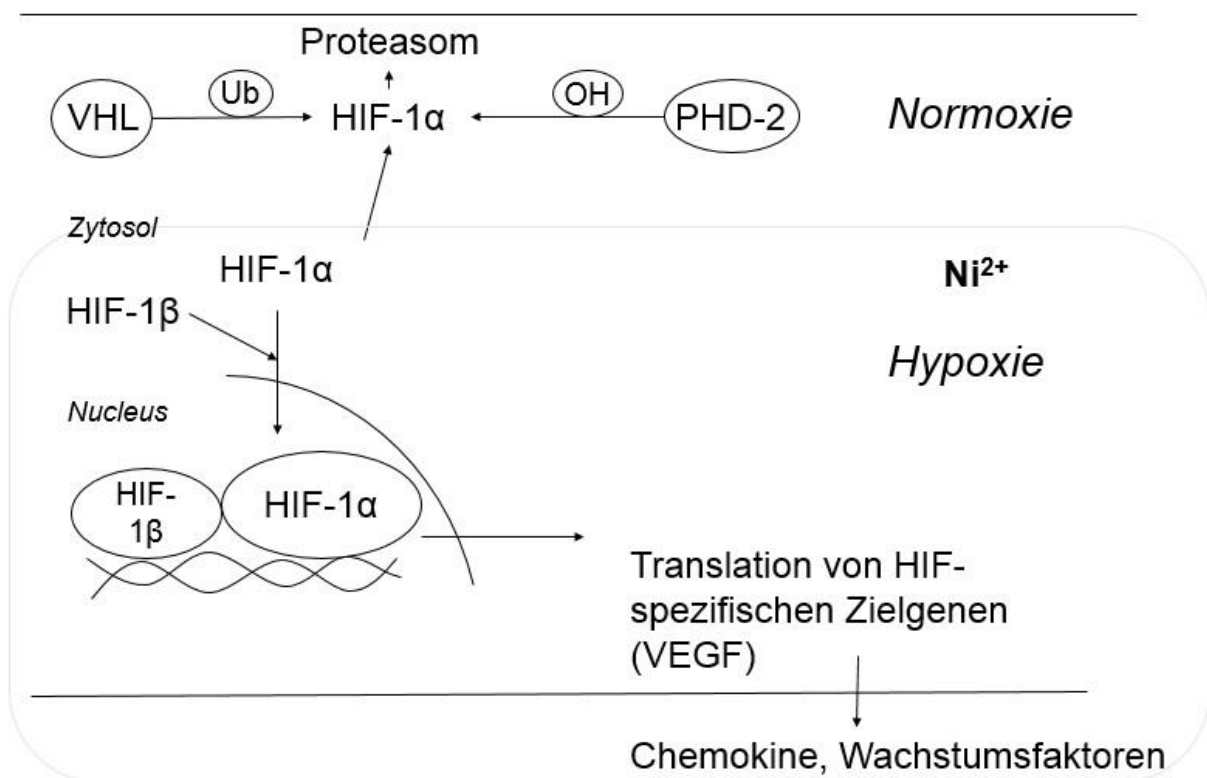 Proteasom
VHL
Ub
HIF-1α
OH
PHD-2
Normoxie
Zytosol
HIF-1α
Ni²⁺
HIF-1β
Hypoxie
Nucleus
HIF-
1β
HIF-1α
Translation von HIF-
spezifischen Zielgenen
(VEGF)
Chemokine, Wachstumsfaktoren